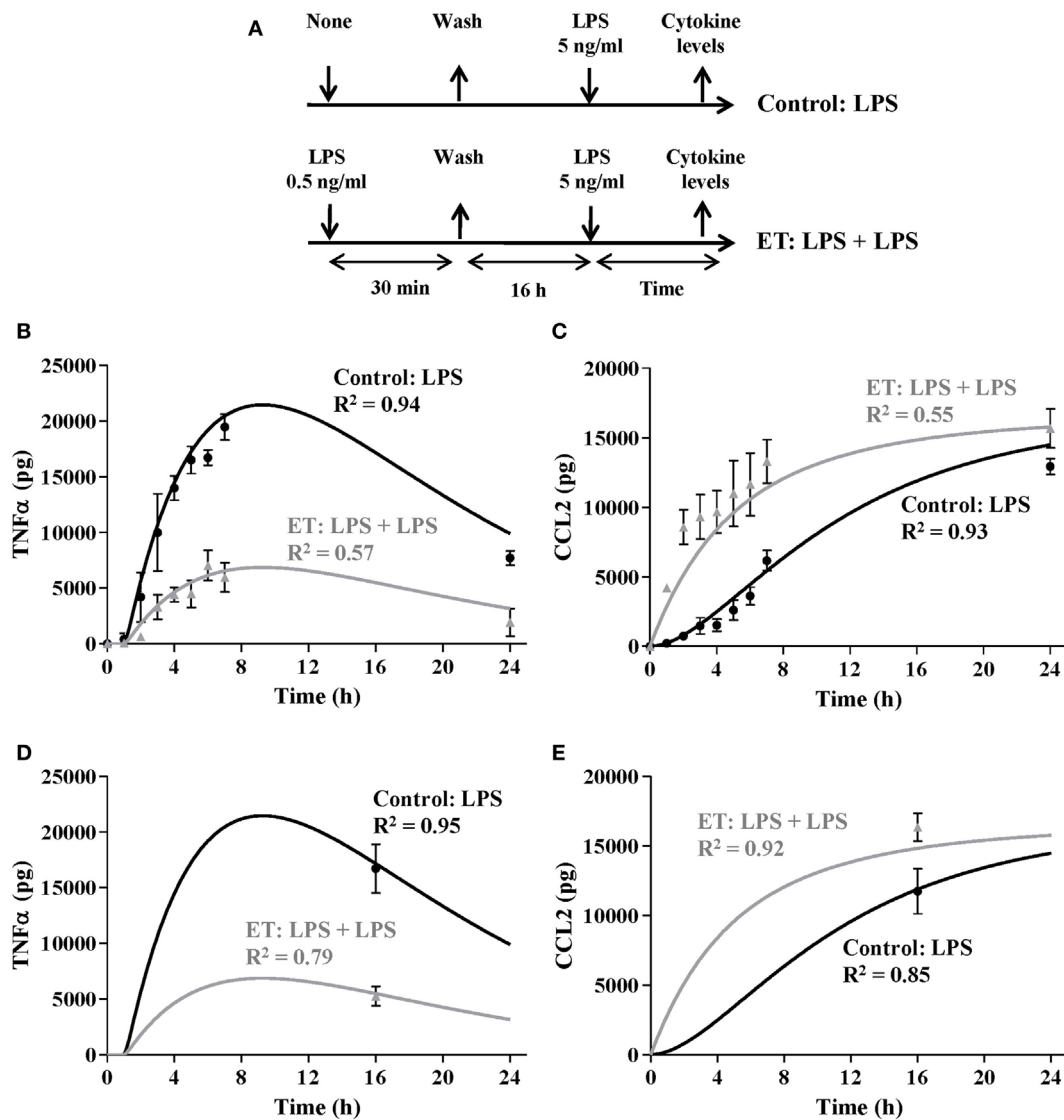 A
None Wash LPS Cytokine
5 ng/ml levels
Control: LPS
LPS Wash LPS Cytokine
0.5 ng/ml 5 ng/ml levels
ET: LPS + LPS
30 min 16 h Time
B
25000
20000
15000
10000
5000
0
TNFα (pg)
Control: LPS
R² = 0.94
ET: LPS + LPS
R² = 0.57
0 4 8 12 16 20 24
Time (h)
C
20000
15000
10000
5000
0
CCL2 (pg)
ET: LPS + LPS
R² = 0.55
Control: LPS
R² = 0.93
0 4 8 12 16 20 24
Time (h)
D
25000
20000
15000
10000
5000
0
TNFα (pg)
Control: LPS
R² = 0.95
ET: LPS + LPS
R² = 0.79
0 4 8 12 16 20 24
Time (h)
E
20000
15000
10000
5000
0
CCL2 (pg)
ET: LPS + LPS
R² = 0.92
Control: LPS
R² = 0.85
0 4 8 12 16 20 24
Time (h)